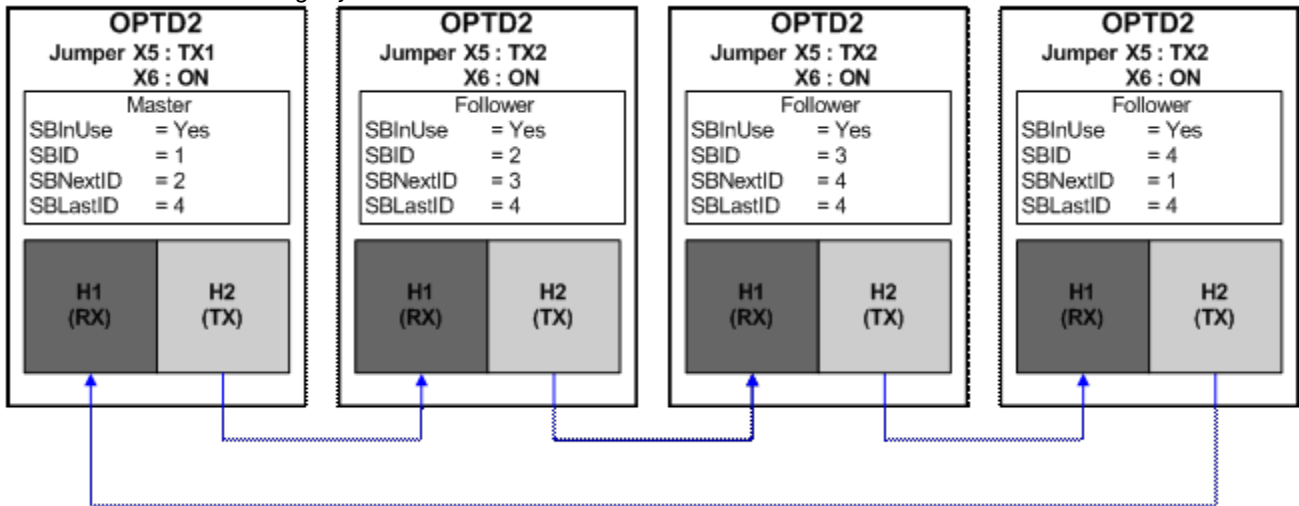 OPTD2
Jumper X5 : TX1
X6 : ON
Master
SBInUse = Yes
SBID = 1
SBNextID = 2
SBLastID = 4
H1
(RX)
H2
(TX)
OPTD2
Jumper X5 : TX2
X6 : ON
Follower
SBInUse = Yes
SBID = 2
SBNextID = 3
SBLastID = 4
H1
(RX)
H2
(TX)
OPTD2
Jumper X5 : TX2
X6 : ON
Follower
SBInUse = Yes
SBID = 3
SBNextID = 4
SBLastID = 4
H1
(RX)
H2
(TX)
OPTD2
Jumper X5 : TX2
X6 : ON
Follower
SBInUse = Yes
SBID = 4
SBNextID = 1
SBLastID = 4
H1
(RX)
H2
(TX)